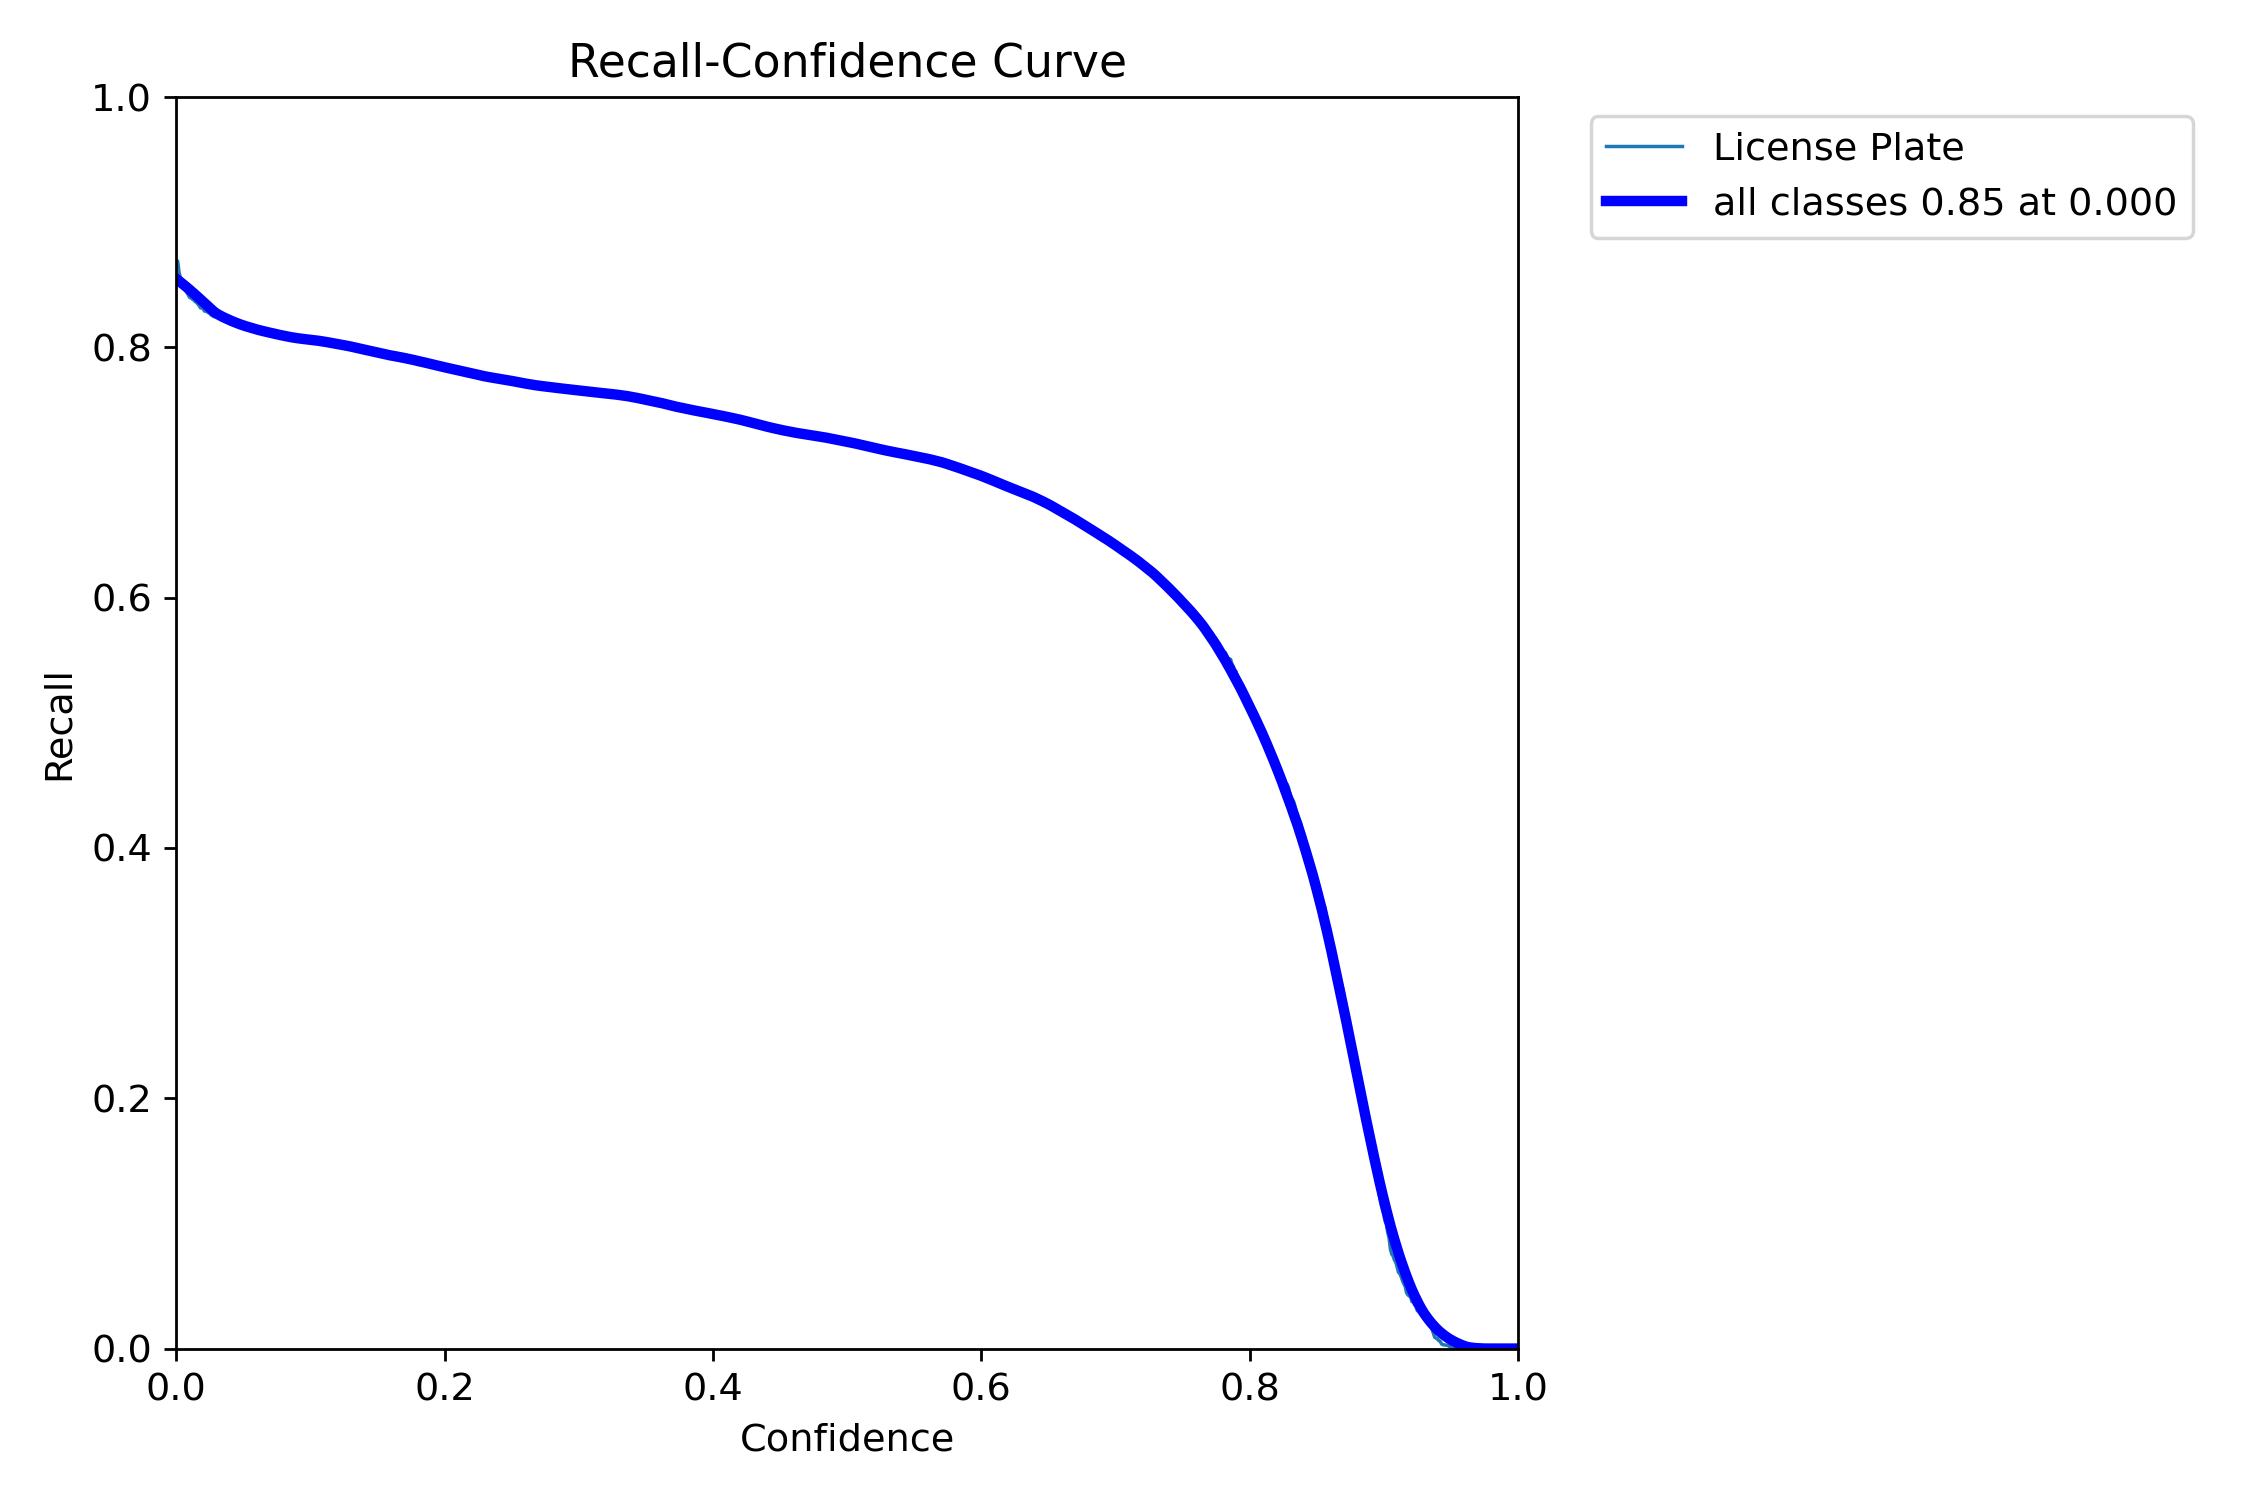 Recall-Confidence Curve
1.0
0.8
0.6
0.4
0.2
0.0
Recall
0.0 0.2 0.4 0.6 0.8 1.0
Confidence
License Plate
all classes 0.85 at 0.000